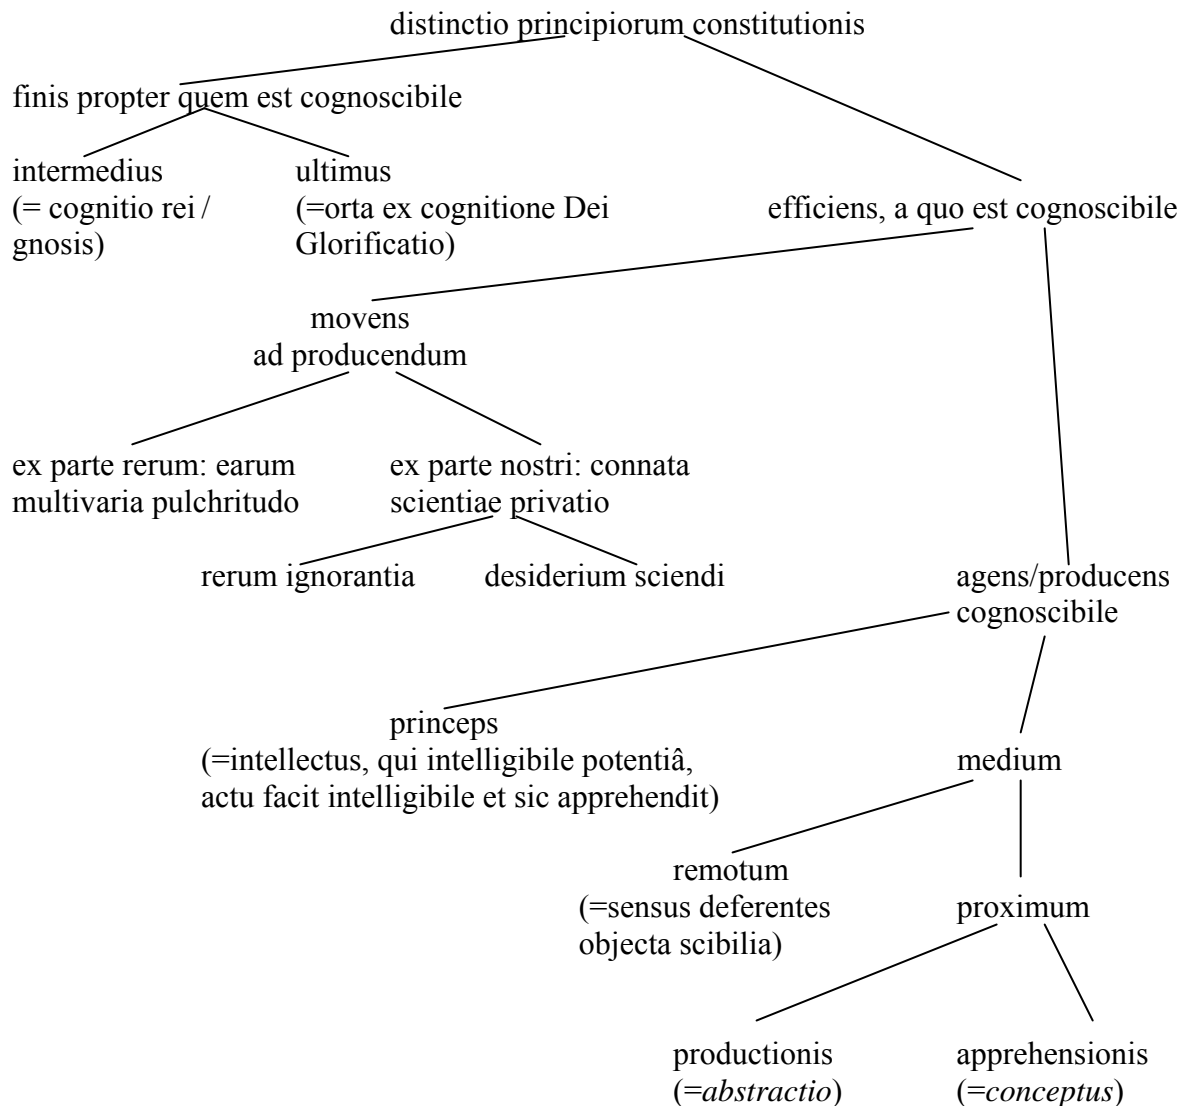 distinctio principiorum constitutionis
finis propter quem est cognoscibile
intermedius
(= cognitio rei /
gnosis)
ultimus
(=orta ex cognitione Dei
Glorificatio)
efficiens, a quo est cognoscibile
movens
ad producendum
ex parte rerum: earum
multivaria pulchritudo
ex parte nostri: connata
scientiae privatio
rerum ignorantia
desiderium sciendi
agens/producens
cognoscibile
princeps
(=intellectus, qui intelligibile potentiâ,
actu facit intelligibile et sic apprehendit)
medium
remotum
(=sensus deferentes
objecta scibilia)
proximum
productionis
(=abstractio)
apprehensionis
(=conceptus)